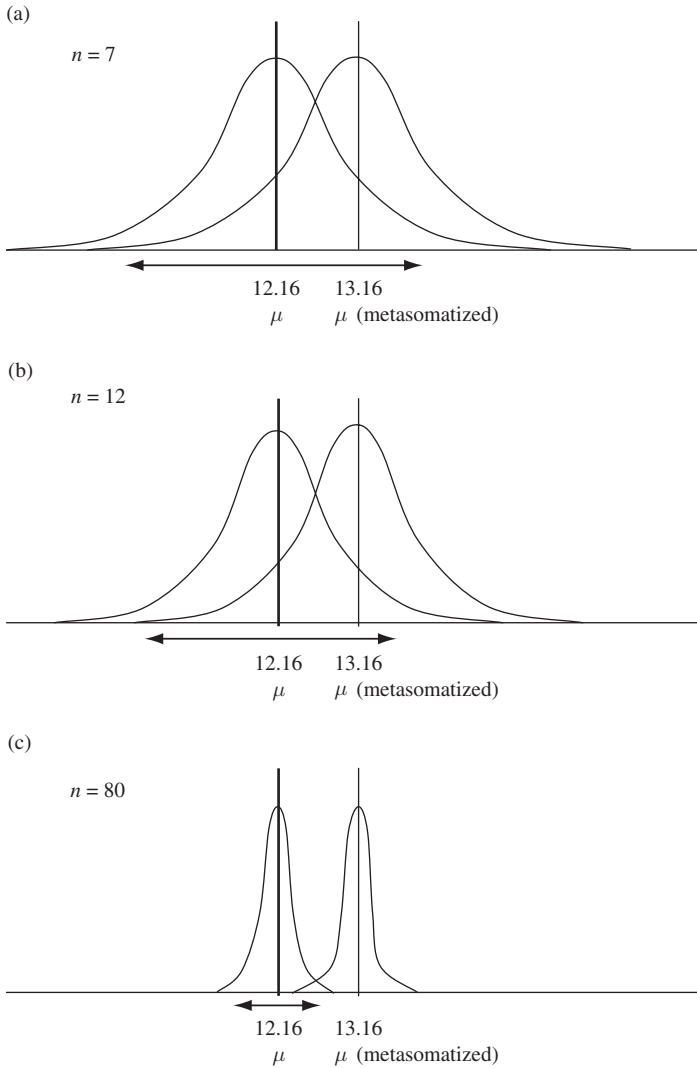 (a)
n = 7
12.16 13.16
μ μ (metasomatized)
(b)
n = 12
12.16 13.16
μ μ (metasomatized)
(c)
n = 80
12.16 13.16
μ μ (metasomatized)